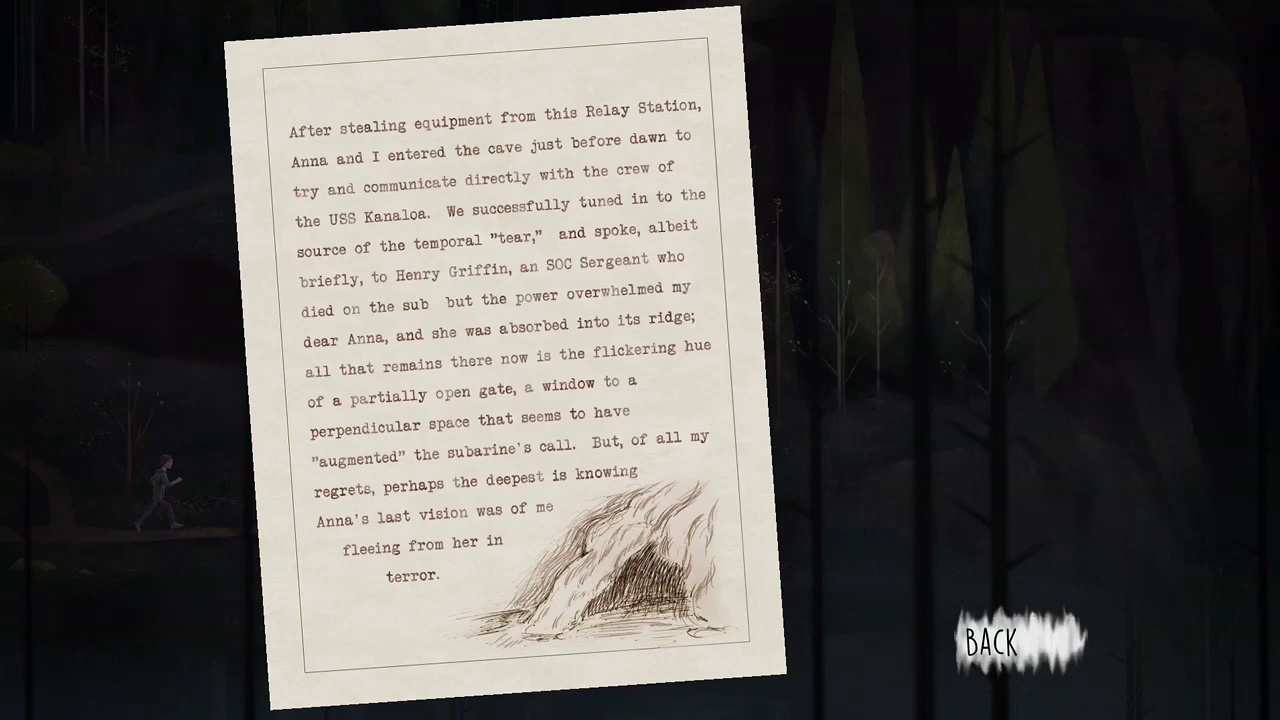 After stealing equipment from this Relay Station,
Anna and I entered the cave just before dawn to
try and communicate directly with the crew of
the USS Kanaloa.  We successfully tuned in to the
source of the temporal "tear,"  and spoke, albeit
briefly, to Henry Griffin, an SOC Sergeant who
died on the sub  but the power overwhelmed my
dear Anna, and she was absorbed into its ridge;
all that remains there now is the flickering hue
of a partially open gate, a window to a
perpendicular space that seems to have
"augmented" the subarine's call.  But, of all my
regrets, perhaps the deepest is knowing
Anna's last vision was of me
fleeing from her in
terror.
BACK